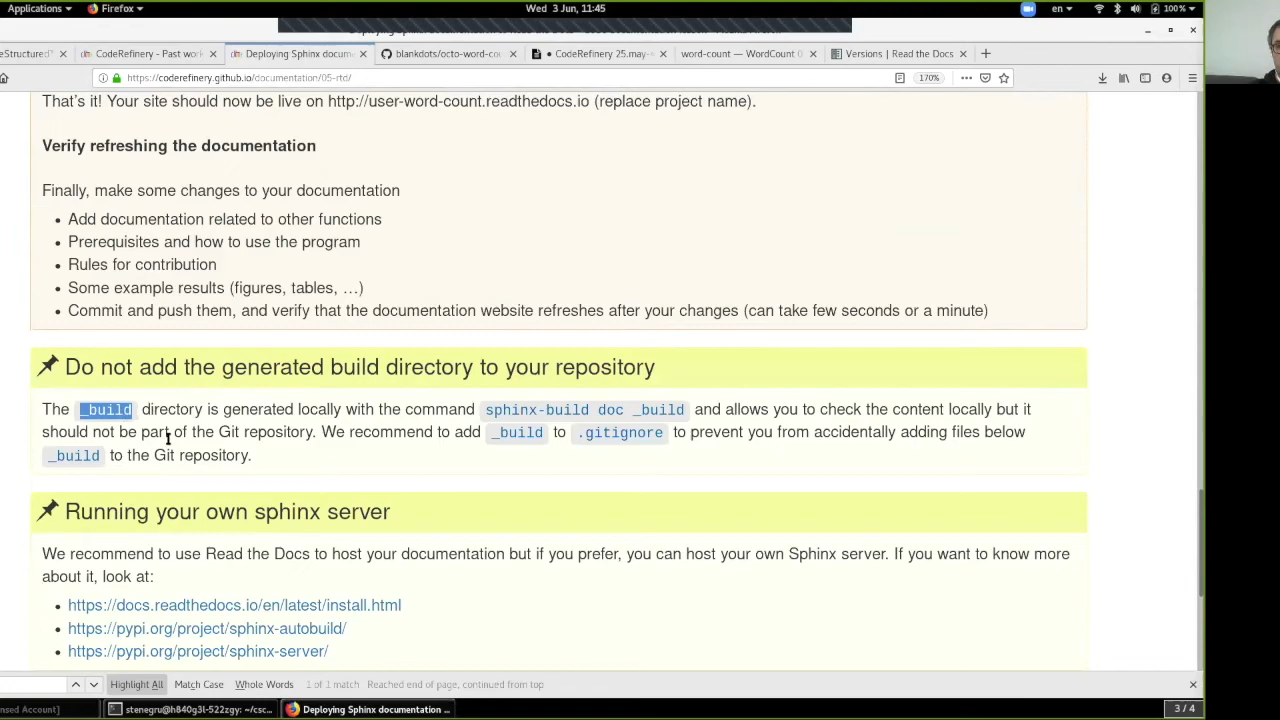 Applications
Firefox
Wed 3 Jun, 11:45
en
100%
eStructured"
CodeRefinery - Past work
Deploying Sphinx docum
blankdots/octo-word-co
CodeRefinery 25.may-
word-count — WordCount 0
Versions | Read the Docs
https://coderefinery.github.io/documentation/05-rtd/
170%
That's it! Your site should now be live on http://user-word-count.readthedocs.io (replace project name).
Verify refreshing the documentation
Finally, make some changes to your documentation
• Add documentation related to other functions
• Prerequisites and how to use the program
• Rules for contribution
• Some example results (figures, tables, …)
• Commit and push them, and verify that the documentation website refreshes after your changes (can take few seconds or a minute)
Do not add the generated build directory to your repository
The _build directory is generated locally with the command sphinx-build doc _build and allows you to check the content locally but it
should not be part of the Git repository. We recommend to add _build to .gitignore to prevent you from accidentally adding files below
_build to the Git repository.
Running your own sphinx server
We recommend to use Read the Docs to host your documentation but if you prefer, you can host your own Sphinx server. If you want to know more
about it, look at:
• https://docs.readthedocs.io/en/latest/install.html
• https://pypi.org/project/sphinx-autobuild/
• https://pypi.org/project/sphinx-server/
Highlight All
Match Case
Whole Words
1 of 1 match
Reached end of page, continued from top
nsed Account]
stenegru@h840g3l-522zgy: ~/csc...
Deploying Sphinx documentation ...
3 / 4